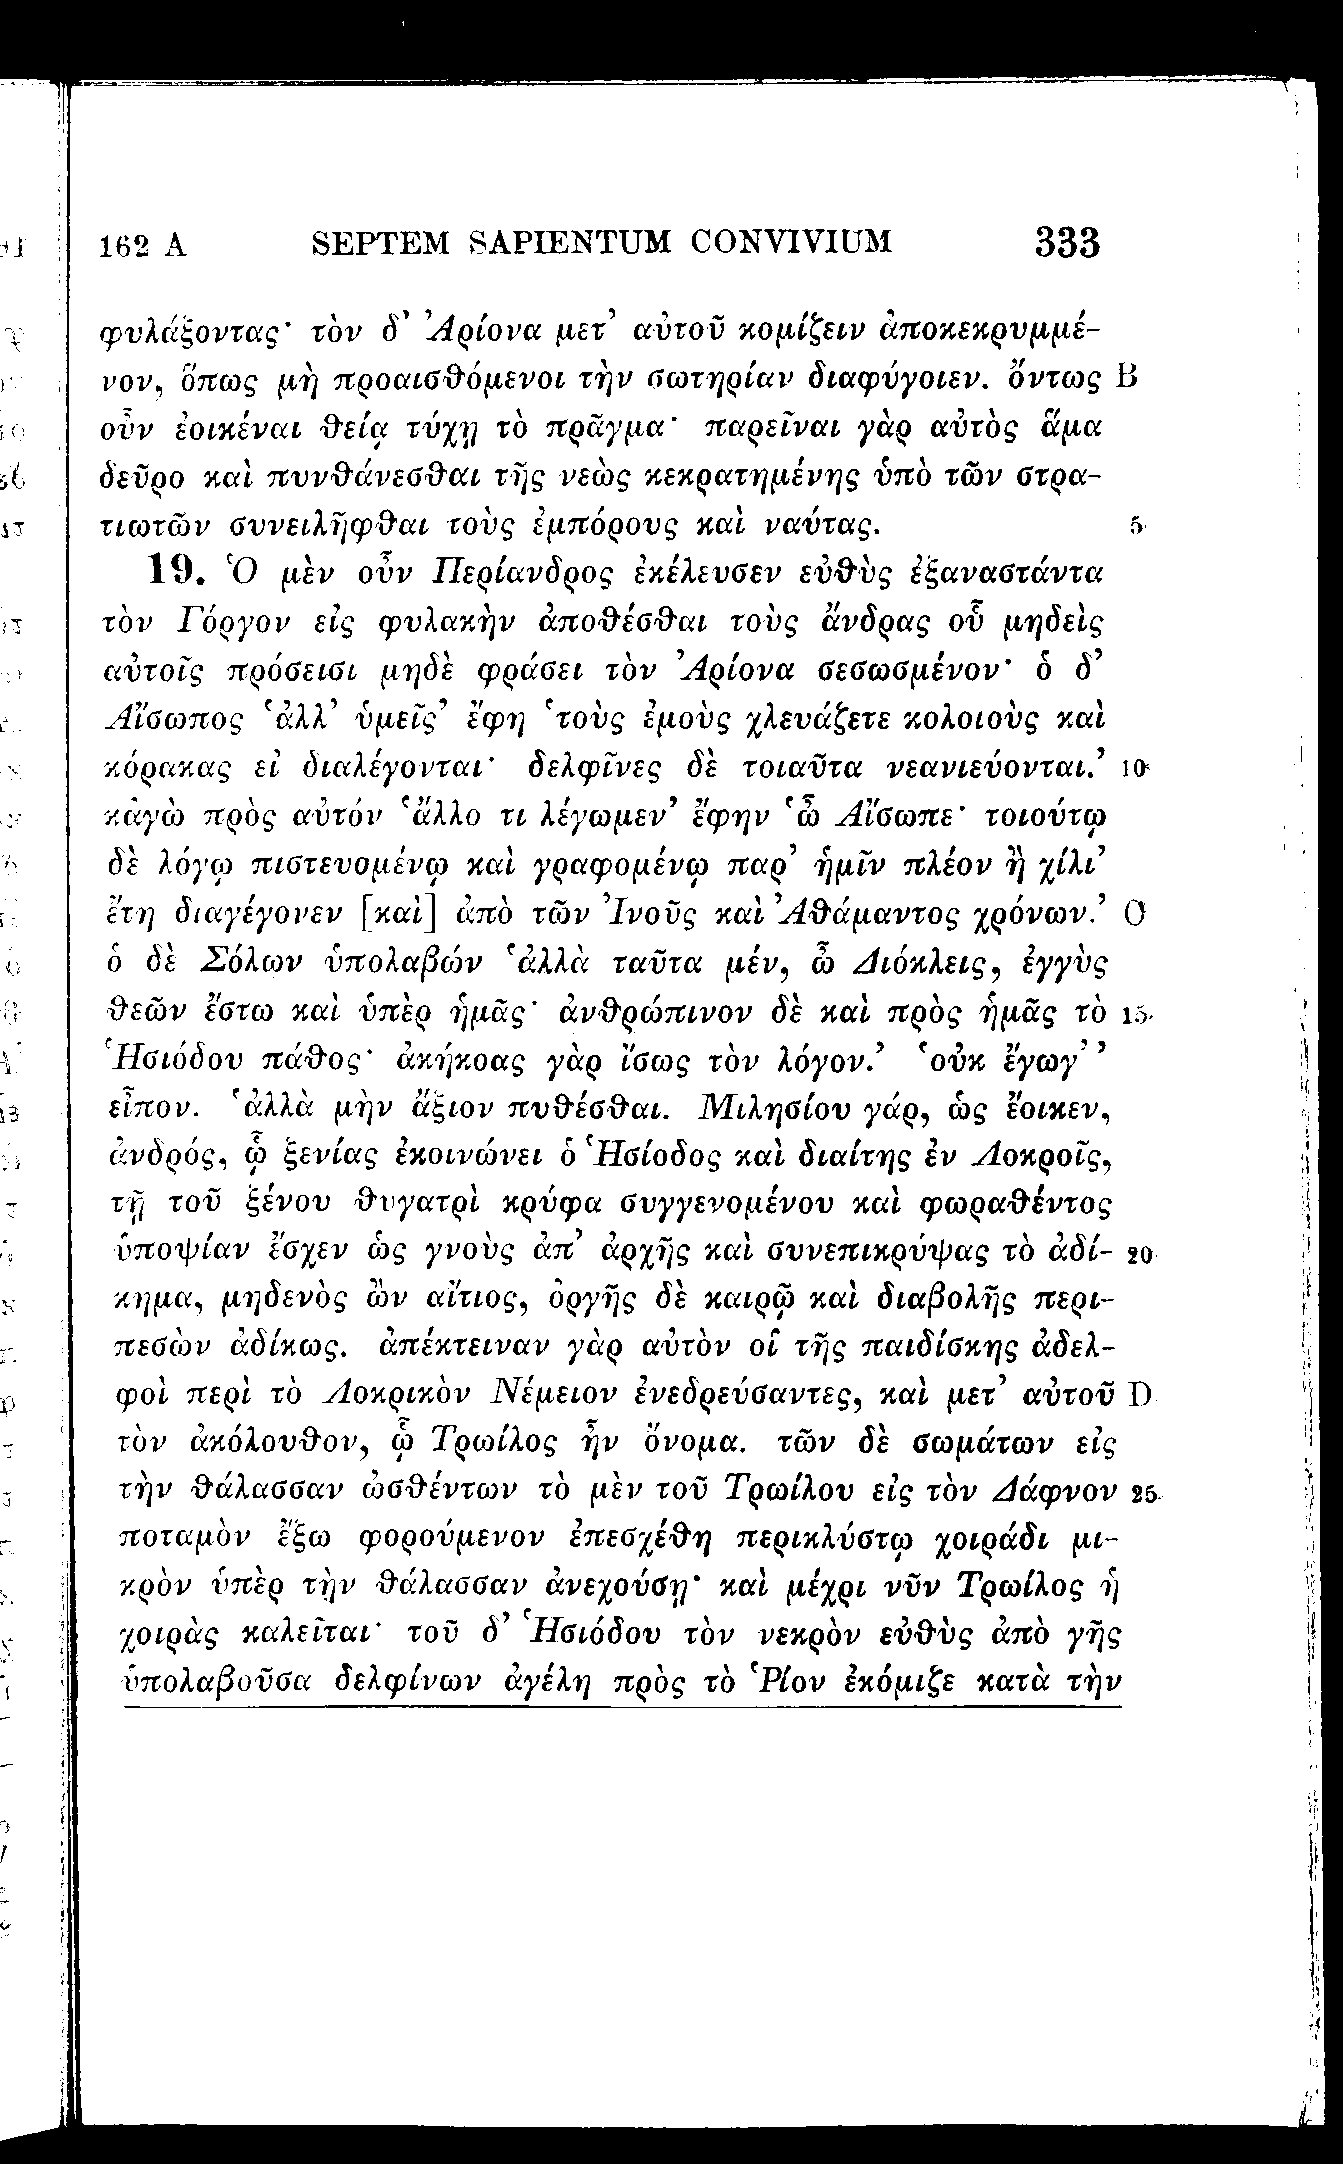 162 A SEPTEM SAPIENTUM CONVIVIUM 333
φυλάξοντας· τὸν δ’ Ἀρίονα μετ’ αὐτοῦ κομίζειν ἀποκεκρυμμέ-
νον, ὅπως μὴ προαισθόμενοι τὴν σωτηρίαν διαφύγοιεν. ὄντως B
οὖν ἐοικέναι θείᾳ τύχῃ τὸ πρᾶγμα· παρεῖναι γὰρ αὐτὸς ἅμα
δεῦρο καὶ πυνθάνεσθαι τῆς νεὼς κεκρατημένης ὑπὸ τῶν στρα-
τιωτῶν συνειλῆφθαι τοὺς ἐμπόρους καὶ ναύτας. 5
19. Ὁ μὲν οὖν Περίανδρος ἐκέλευσεν εὐθὺς ἐξαναστάντα
τὸν Γόργον εἰς φυλακὴν ἀποθέσθαι τοὺς ἄνδρας οὗ μηδεὶς
αὐτοῖς πρόσεισι μηδὲ φράσει τὸν Ἀρίονα σεσωσμένον· ὁ δ’
Αἴσωπος ‘ἀλλ’ ὑμεῖς’ ἔφη ‘τοὺς ἐμοὺς χλευάζετε κολοιοὺς καὶ
κόρακας εἰ διαλέγονται· δελφῖνες δὲ τοιαῦτα νεανιεύονται.’ 10
κἀγὼ πρὸς αὐτόν ‘ἄλλο τι λέγωμεν’ ἔφην ‘ὦ Αἴσωπε· τοιούτῳ
δὲ λόγῳ πιστευομένῳ καὶ γραφομένῳ παρ’ ἡμῖν πλέον ἢ χίλι’
ἔτη διαγέγονεν [καὶ] ἀπὸ τῶν Ἰνοῦς καὶ Ἀθάμαντος χρόνων.’ C
ὁ δὲ Σόλων ὑπολαβών ‘ἀλλὰ ταῦτα μέν, ὦ Διόκλεις, ἐγγὺς
θεῶν ἔστω καὶ ὑπὲρ ἡμᾶς· ἀνθρώπινον δὲ καὶ πρὸς ἡμᾶς τὸ 15
Ἡσιόδου πάθος· ἀκήκοας γὰρ ἴσως τὸν λόγον.’ ‘οὐκ ἔγωγ’’
εἶπον. ‘ἀλλὰ μὴν ἄξιον πυθέσθαι. Μιλησίου γάρ, ὡς ἔοικεν,
ἀνδρός, ᾧ ξενίας ἐκοινώνει ὁ Ἡσίοδος καὶ διαίτης ἐν Λοκροῖς,
τῇ τοῦ ξένου θυγατρὶ κρύφα συγγενομένου καὶ φωραθέντος
ὑποψίαν ἔσχεν ὡς γνοὺς ἀπ’ ἀρχῆς καὶ συνεπικρύψας τὸ ἀδί- 20
κημα, μηδενὸς ὢν αἴτιος, ὀργῆς δὲ καιρῷ καὶ διαβολῆς περι-
πεσὼν ἀδίκως. ἀπέκτειναν γὰρ αὐτὸν οἱ τῆς παιδίσκης ἀδελ-
φοὶ περὶ τὸ Λοκρικὸν Νέμειον ἐνεδρεύσαντες, καὶ μετ’ αὐτοῦ D
τὸν ἀκόλουθον, ᾧ Τρωίλος ἦν ὄνομα. τῶν δὲ σωμάτων εἰς
τὴν θάλασσαν ὠσθέντων τὸ μὲν τοῦ Τρωίλου εἰς τὸν Δάφνον 25
ποταμὸν ἔξω φορούμενον ἐπεσχέθη περικλύστῳ χοιράδι μι-
κρὸν ὑπὲρ τὴν θάλασσαν ἀνεχούσῃ· καὶ μέχρι νῦν Τρωίλος ἡ
χοιρὰς καλεῖται· τοῦ δ’ Ἡσιόδου τὸν νεκρὸν εὐθὺς ἀπὸ γῆς
ὑπολαβοῦσα δελφίνων ἀγέλη πρὸς τὸ Ῥίον ἐκόμιζε κατὰ τὴν